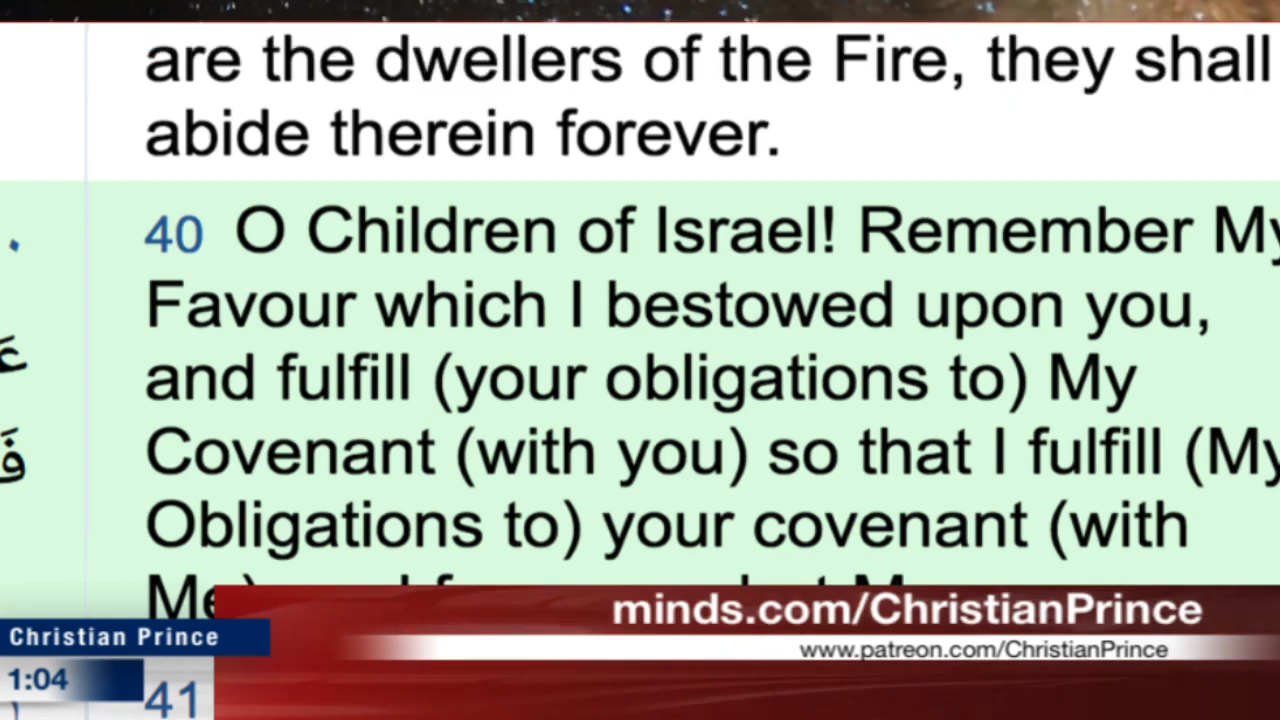 are the dwellers of the Fire, they shall
abide therein forever.
40 O Children of Israel! Remember My
Favour which I bestowed upon you,
and fulfill (your obligations to) My
Covenant (with you) so that I fulfill (My
Obligations to) your covenant (with
Me)
minds.com/ChristianPrince
Christian Prince
www.patreon.com/ChristianPrince
1:04
41